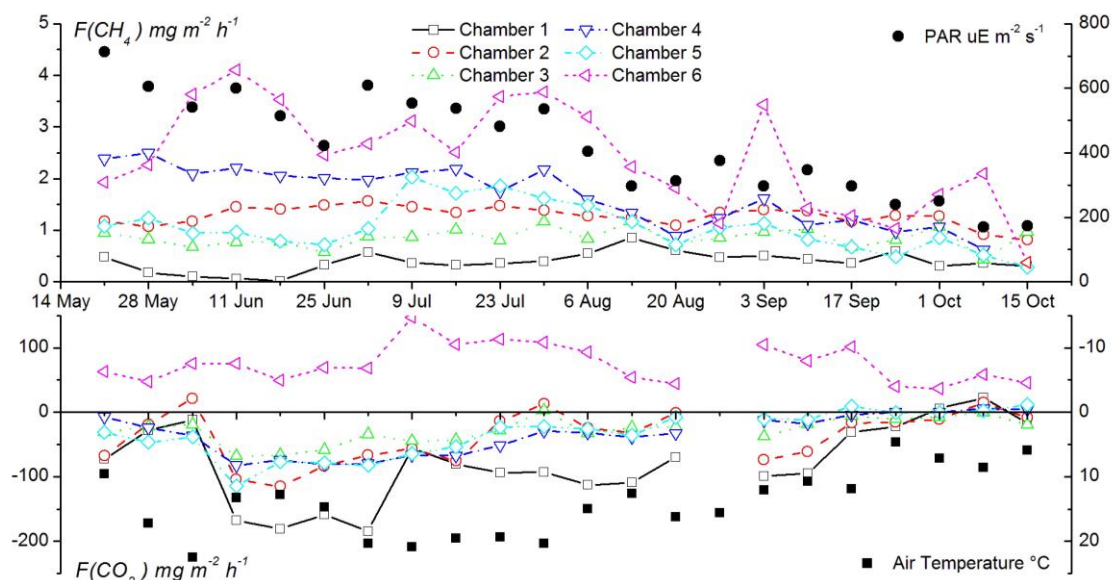 F(CH4) mg m-2 h-1
Chamber 1
Chamber 2
Chamber 3
Chamber 4
Chamber 5
Chamber 6
PAR uE m-2 s-1
5
4
3
2
1
0
800
600
400
200
0
14 May 28 May 11 Jun 25 Jun 9 Jul 23 Jul 6 Aug 20 Aug 3 Sep 17 Sep 1 Oct 15 Oct
100
0
-100
-200
-10
0
10
20
F(CO2) mg m-2 h-1
Air Temperature °C